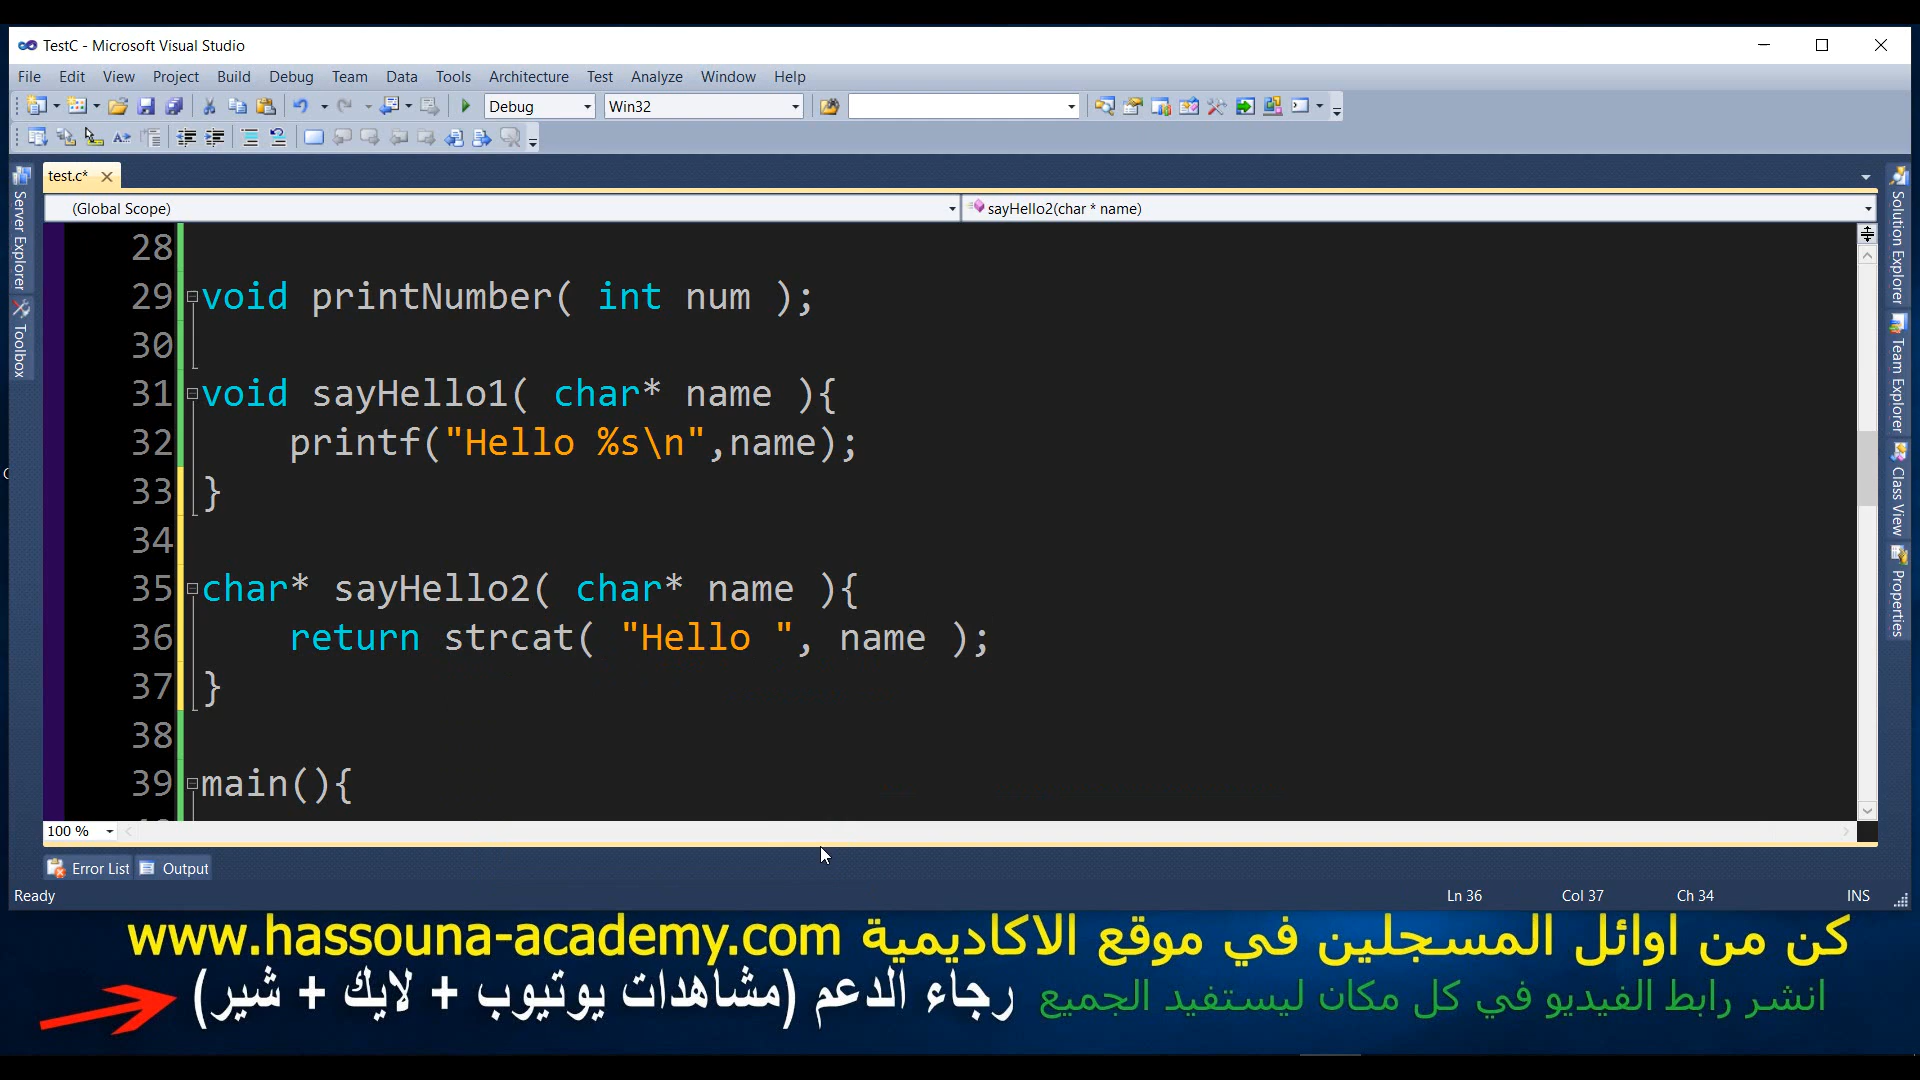 TestC - Microsoft Visual Studio
File Edit View Project Build Debug Team Data Tools Architecture Test Analyze Window Help
Debug Win32
test.c*
(Global Scope) sayHello2(char * name)
Server Explorer
Toolbox
Solution Explorer
Team Explorer
Class View
Properties
28
29 void printNumber( int num );
30
31 void sayHello1( char* name ){
32 printf("Hello %s\n",name);
33 }
34
35 char* sayHello2( char* name ){
36 return strcat( "Hello ", name );
37 }
38
39 main(){
100 %
Error List Output
Ready Ln 36 Col 37 Ch 34 INS
كن من اوائل المسجلين في موقع الاكاديمية www.hassouna-academy.com
انشر رابط الفيديو في كل مكان ليستفيد الجميع رجاء الدعم (مشاهدات يوتيوب + لايك + شير)